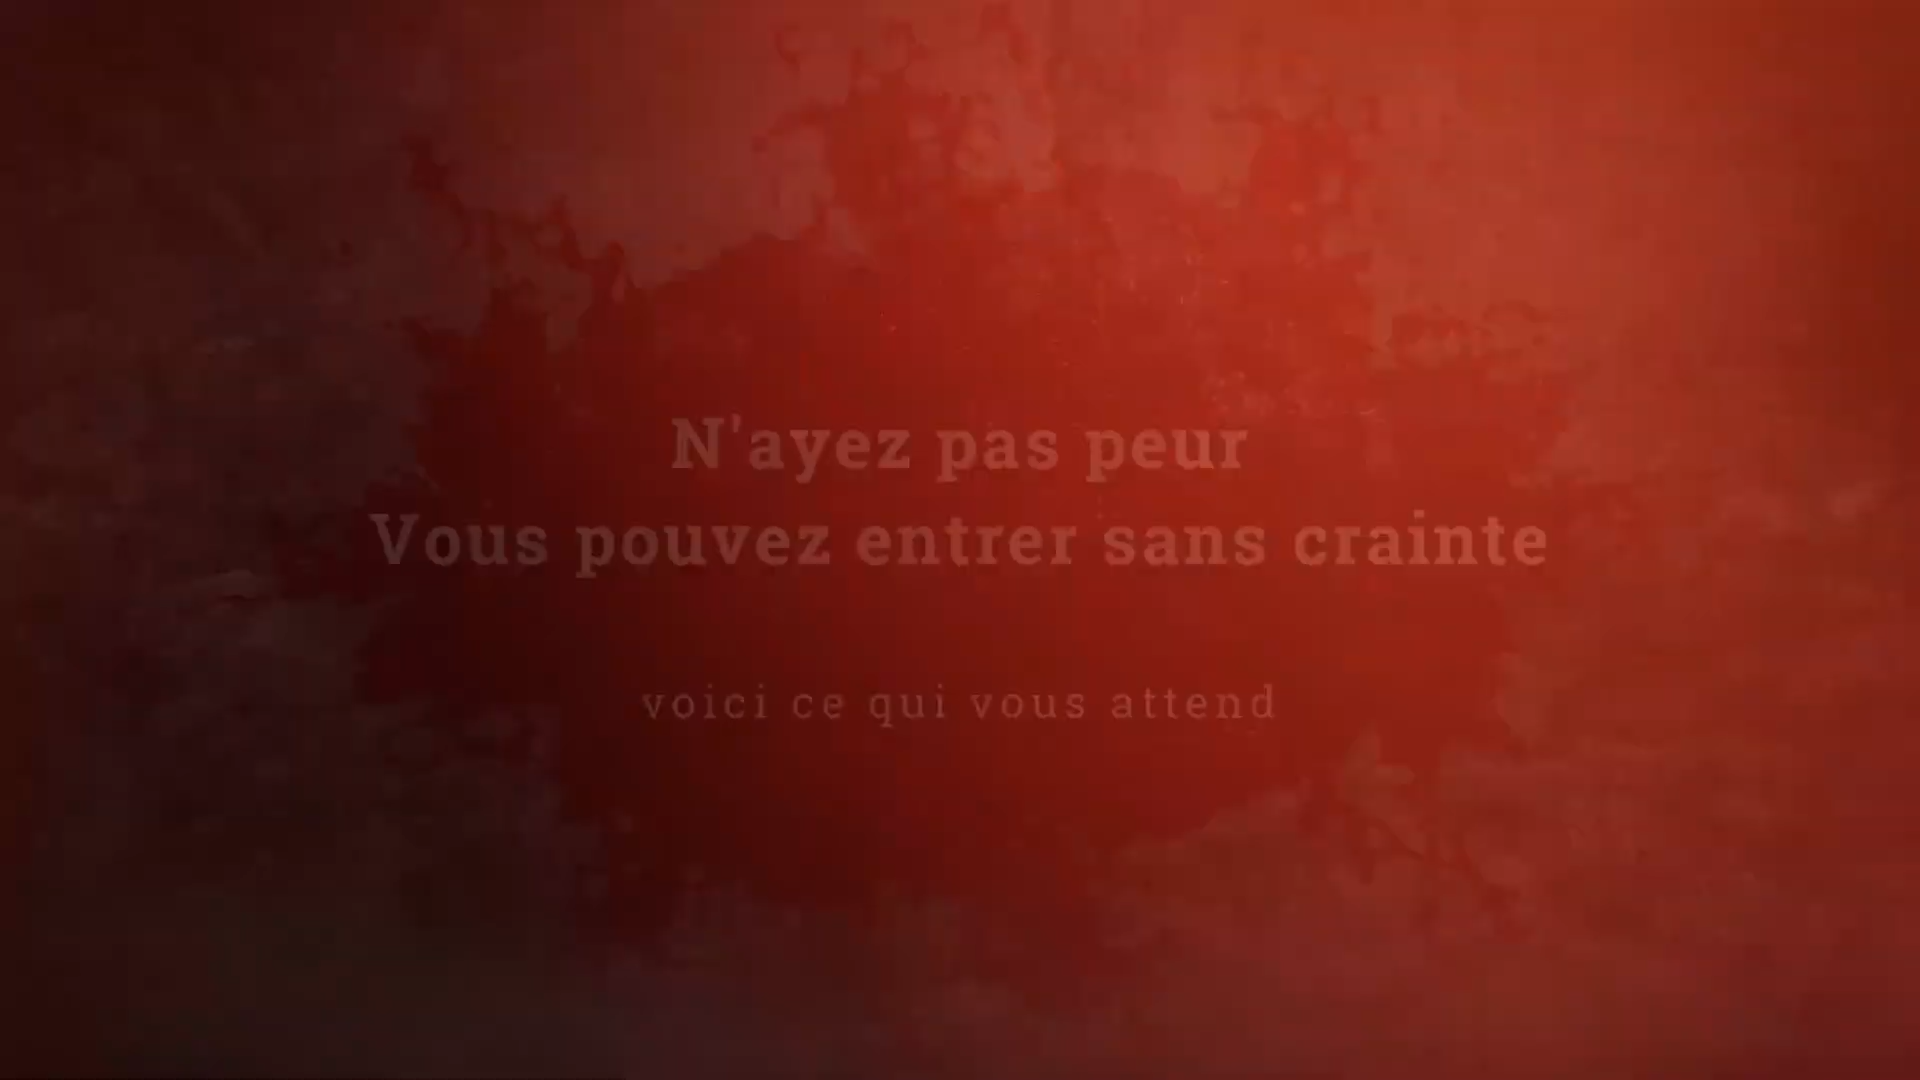 N'ayez pas peur
Vous pouvez entrer sans crainte
voici ce qui vous attend